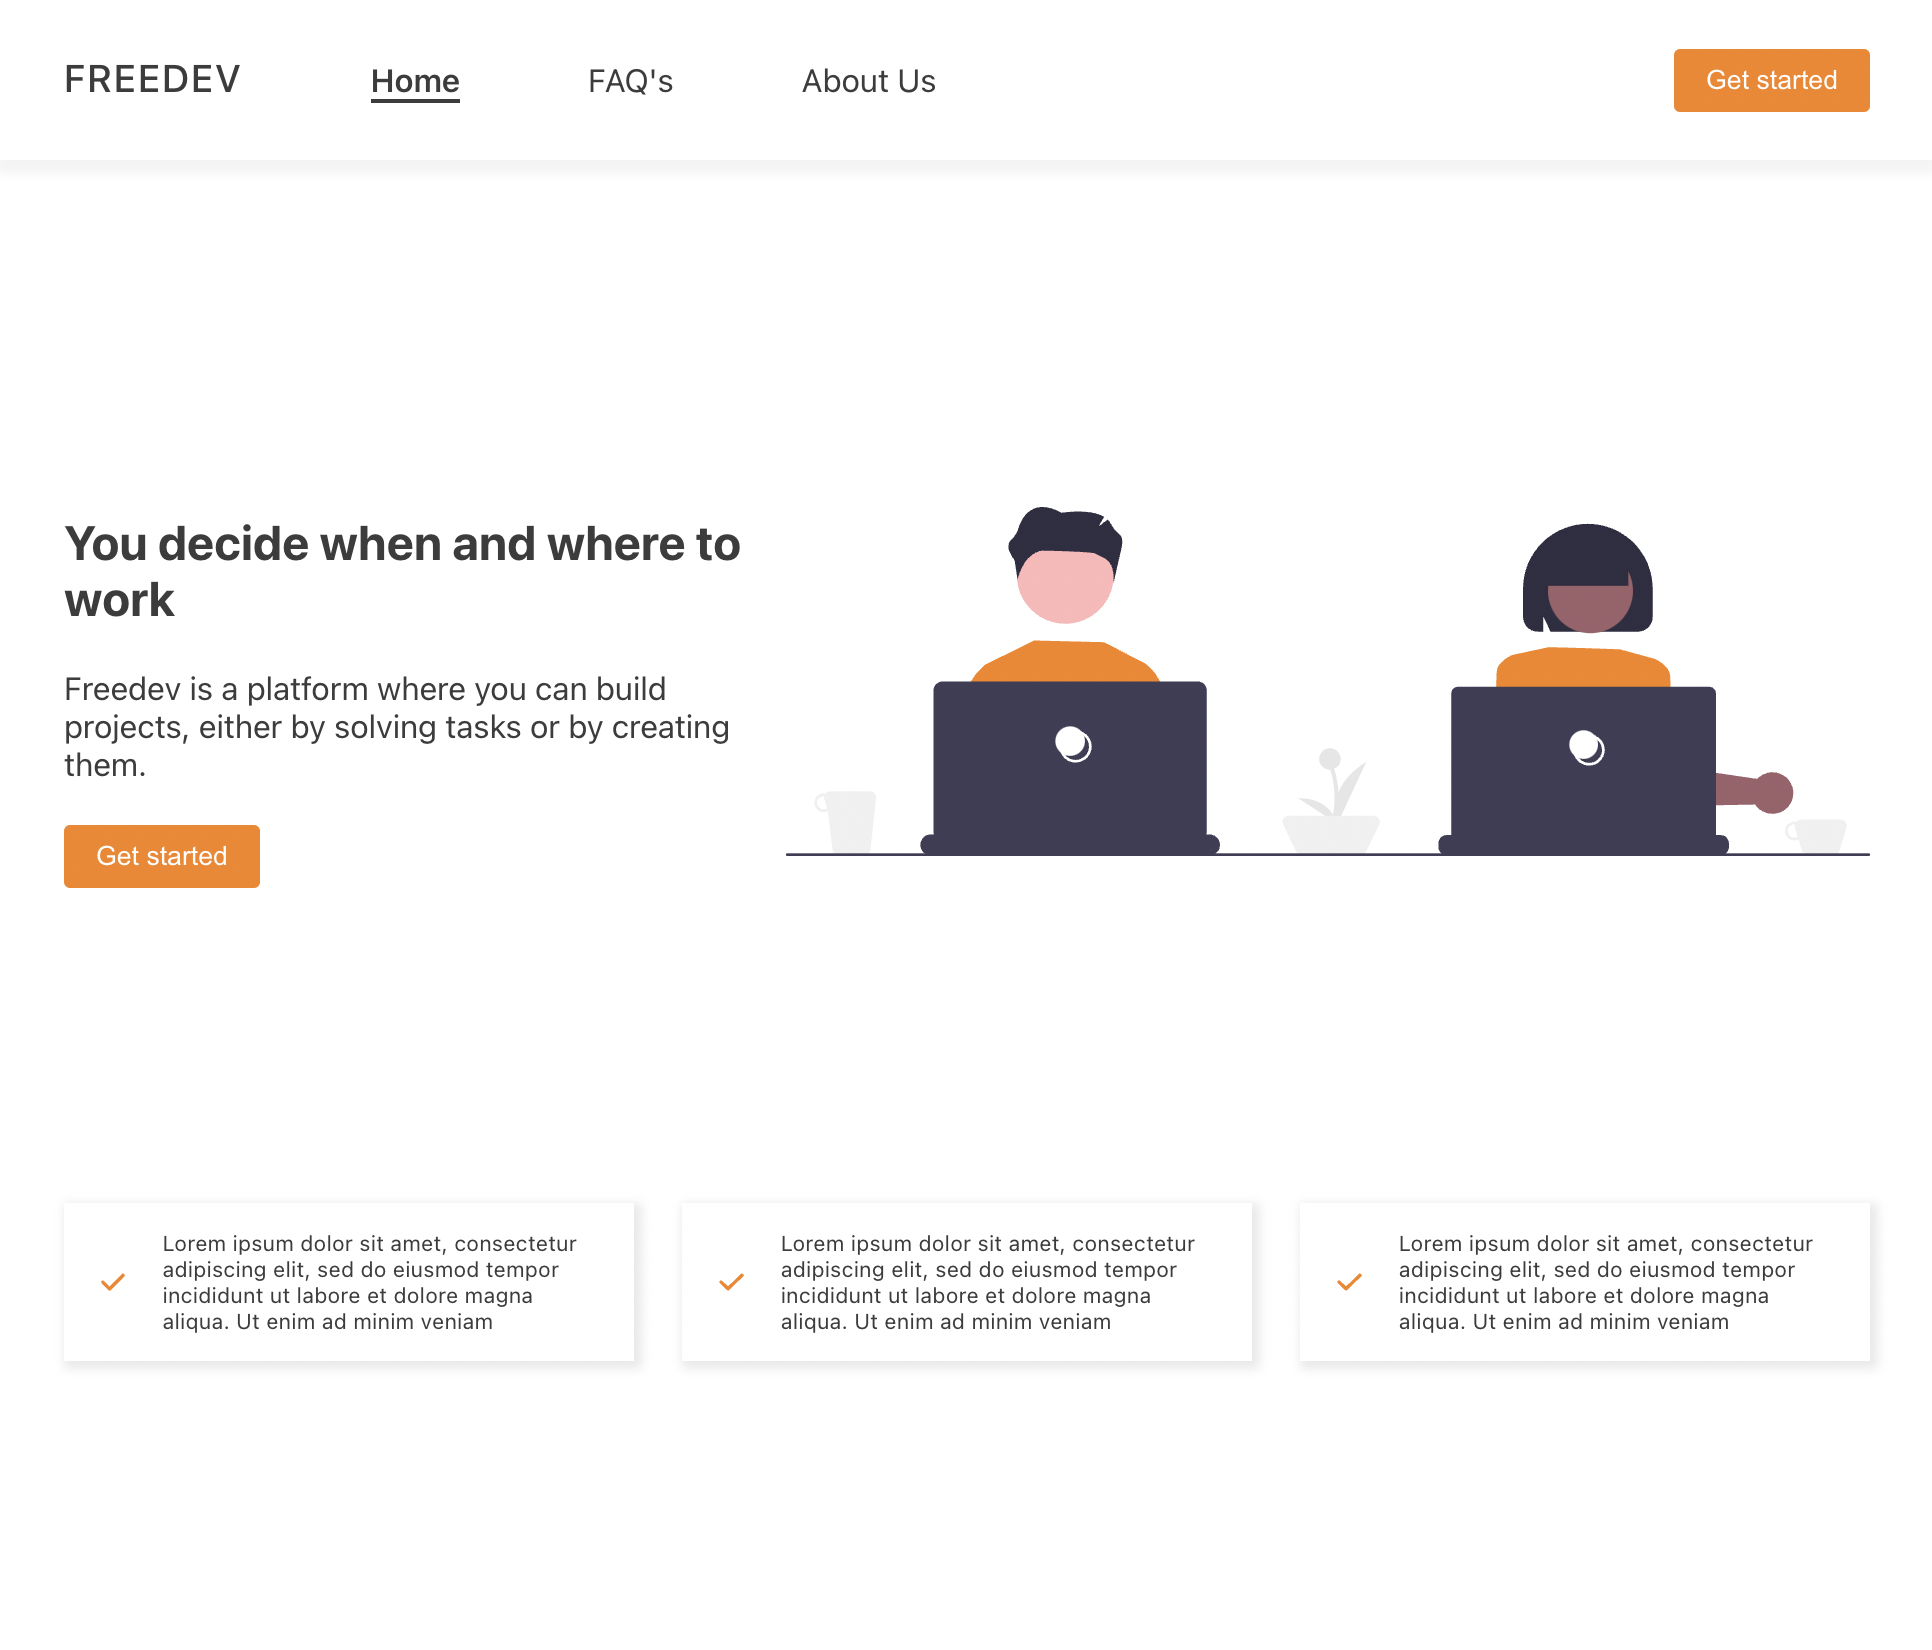 FREEDEV
Home
FAQ's
About Us
Get started
You decide when and where to
work
Freedev is a platform where you can build
projects, either by solving tasks or by creating
them.
Get started
Lorem ipsum dolor sit amet, consectetur
adipiscing elit, sed do eiusmod tempor
incididunt ut labore et dolore magna
aliqua. Ut enim ad minim veniam
Lorem ipsum dolor sit amet, consectetur
adipiscing elit, sed do eiusmod tempor
incididunt ut labore et dolore magna
aliqua. Ut enim ad minim veniam
Lorem ipsum dolor sit amet, consectetur
adipiscing elit, sed do eiusmod tempor
incididunt ut labore et dolore magna
aliqua. Ut enim ad minim veniam